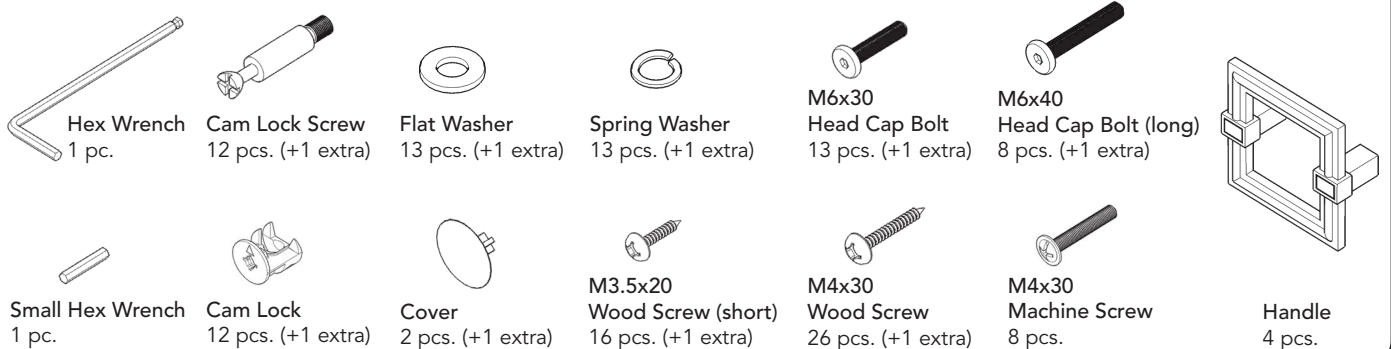 Hex Wrench
1 pc.
Cam Lock Screw
12 pcs. (+1 extra)
Flat Washer
13 pcs. (+1 extra)
Spring Washer
13 pcs. (+1 extra)
M6x30
Head Cap Bolt
13 pcs. (+1 extra)
M6x40
Head Cap Bolt (long)
8 pcs. (+1 extra)
Small Hex Wrench
1 pc.
Cam Lock
12 pcs. (+1 extra)
Cover
2 pcs. (+1 extra)
M3.5x20
Wood Screw (short)
16 pcs. (+1 extra)
M4x30
Wood Screw
26 pcs. (+1 extra)
M4x30
Machine Screw
8 pcs.
Handle
4 pcs.